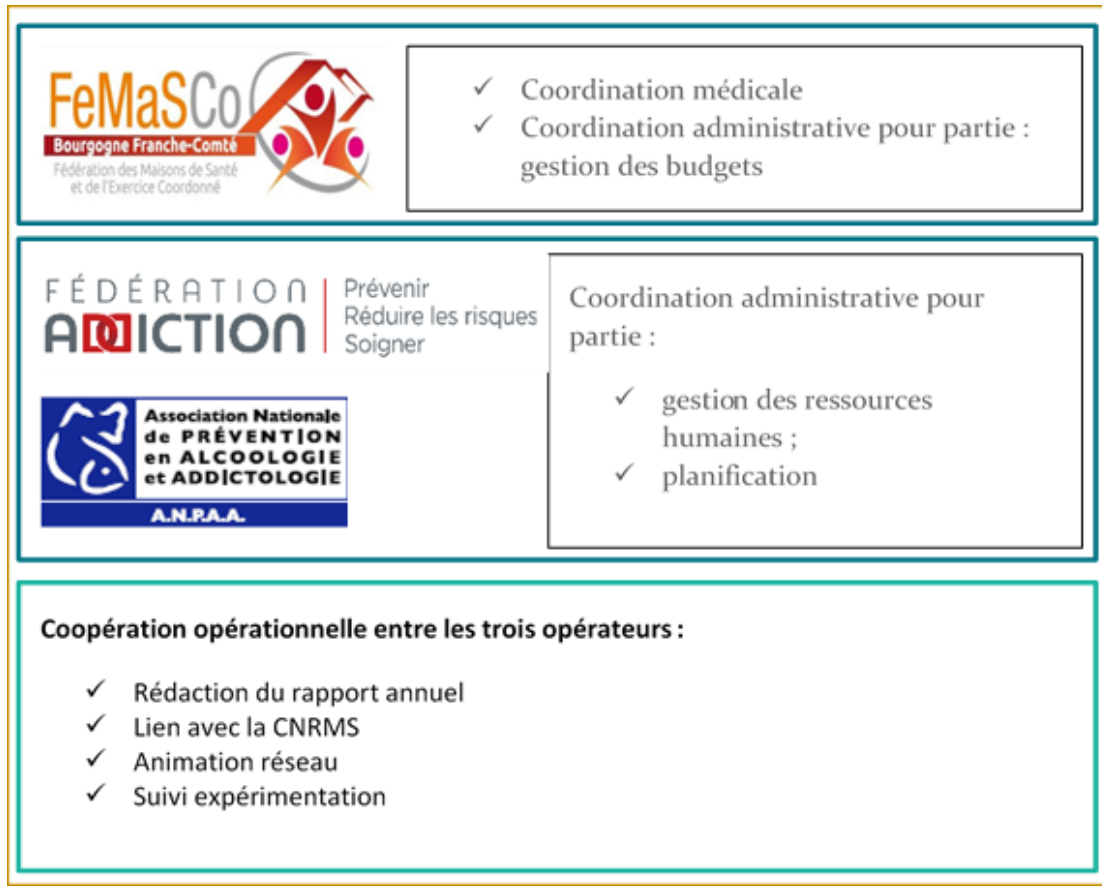 FeMaSCo
Bourgogne Franche-Comté
Fédération des Maisons de Santé
et de l'Exercice Coordonné
✓ Coordination médicale
✓ Coordination administrative pour partie :
gestion des budgets
FÉDÉRATION
ADDICTION
Prévenir
Réduire les risques
Soigner
Association Nationale
de PRÉVENTION
en ALCOOLOGIE
et ADDICTOLOGIE
A.N.P.A.A.
Coordination administrative pour
partie :
✓ gestion des ressources
humaines ;
✓ planification
Coopération opérationnelle entre les trois opérateurs :
✓ Rédaction du rapport annuel
✓ Lien avec la CNRMS
✓ Animation réseau
✓ Suivi expérimentation